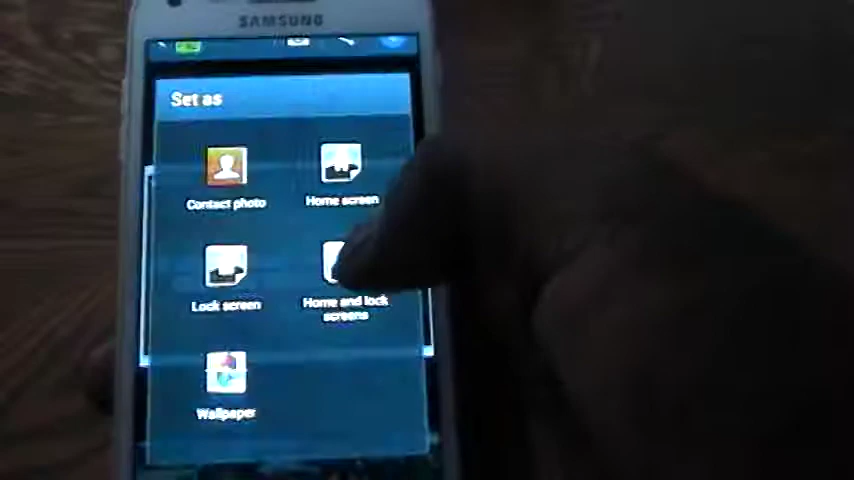 SAMSUNG
Set as
Contact photo
Home screen
Lock screen
Home and lock
screens
Wallpaper